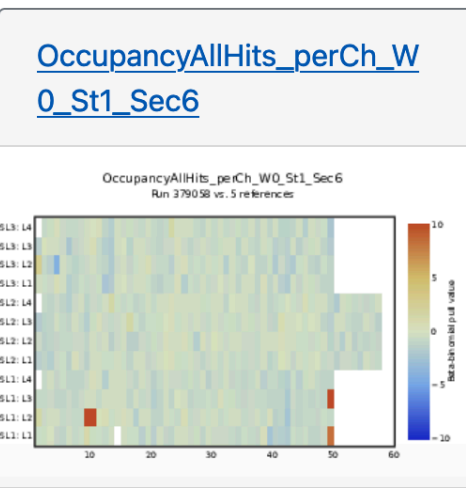 OccupancyAllHits_perCh_W
0_St1_Sec6
OccupancyAllHits_perCh_W0_St1_Sec6
Run 379058 vs. 5 references
SL3: L4
SL3: L3
SL3: L2
SL3: L1
SL2: L4
SL2: L3
SL2: L2
SL2: L1
SL1: L4
SL1: L3
SL1: L2
SL1: L1
10
20
30
40
50
60
10
5
0
−5
−10
Beta-binomial pull value